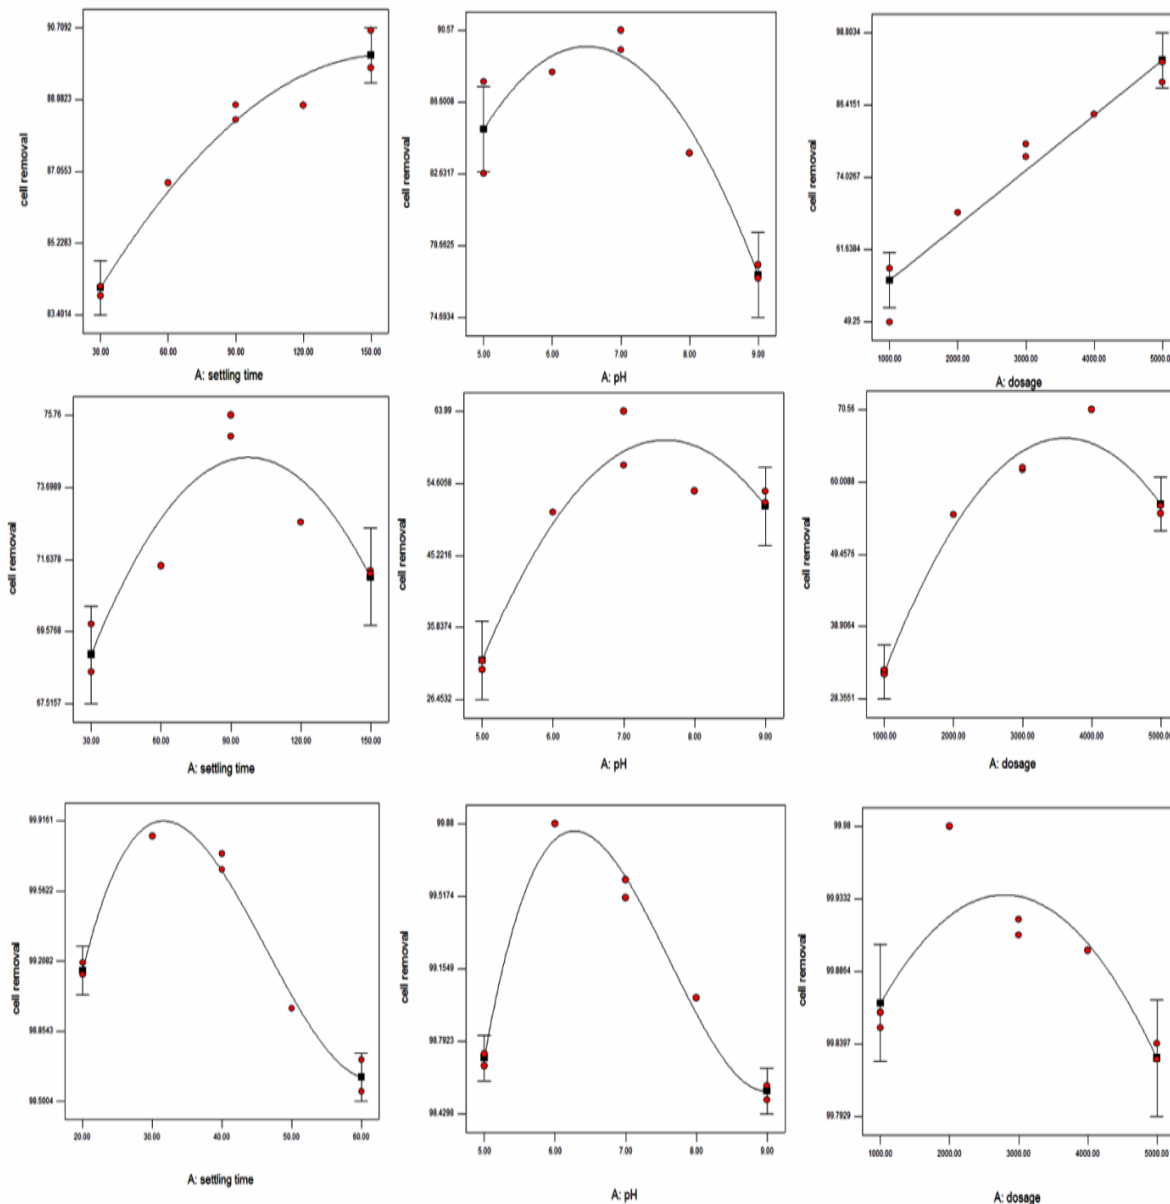 90.7092
88.8823
87.0553
85.2283
83.4014
cell removal
30.00 60.00 90.00 120.00 150.00
A: settling time
90.57
86.6008
82.6317
78.6625
74.6934
cell removal
5.00 6.00 7.00 8.00 9.00
A: pH
98.8034
86.4151
74.0267
61.6384
49.25
cell removal
1000.00 2000.00 3000.00 4000.00 5000.00
A: dosage
75.76
73.6989
71.6378
69.5768
67.5157
cell removal
30.00 60.00 90.00 120.00 150.00
A: settling time
63.99
54.6058
45.2216
35.8374
26.4532
cell removal
5.00 6.00 7.00 8.00 9.00
A: pH
70.56
60.0088
49.4576
38.9064
28.3551
cell removal
1000.00 2000.00 3000.00 4000.00 5000.00
A: dosage
99.9161
99.5622
99.2082
98.8543
98.5004
cell removal
20.00 30.00 40.00 50.00 60.00
A: settling time
99.88
99.5174
99.1549
98.7923
98.4298
cell removal
5.00 6.00 7.00 8.00 9.00
A: pH
99.98
99.9332
99.8864
99.8397
99.7929
cell removal
1000.00 2000.00 3000.00 4000.00 5000.00
A: dosage